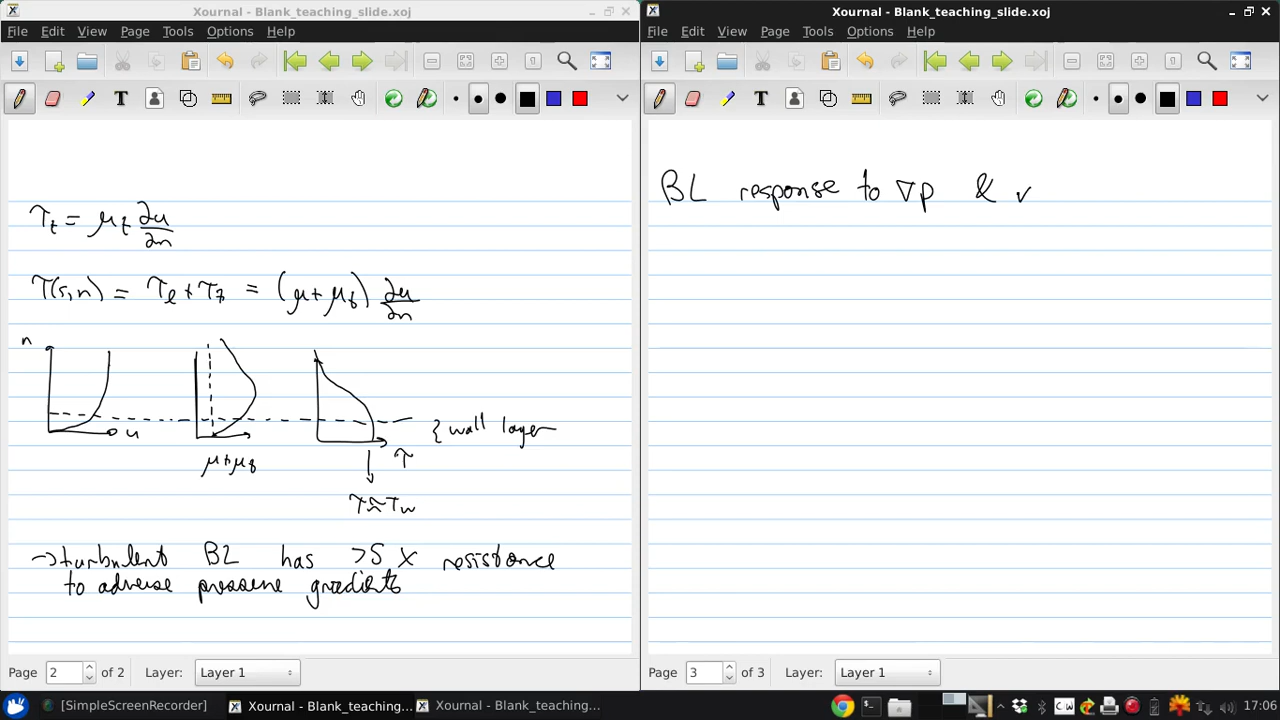 Xournal - Blank_teaching_slide.xoj
File Edit View Page Tools Options Help
τt = μt ∂u/∂n
τ(s,n) = τℓ + τt = (μ+μt) ∂u/∂n
n
u
μ+μt
τ
{ wall layer
τ≈τw
→ turbulent BL has >5 x resistance
to adverse pressure gradients
Page 2 of 2 Layer: Layer 1
Xournal - Blank_teaching_slide.xoj
File Edit View Page Tools Options Help
BL response to ∇p & v
Page 3 of 3 Layer: Layer 1
[SimpleScreenRecorder] Xournal - Blank_teaching_slide.... Xournal - Blank_teaching_slide.... 17:06